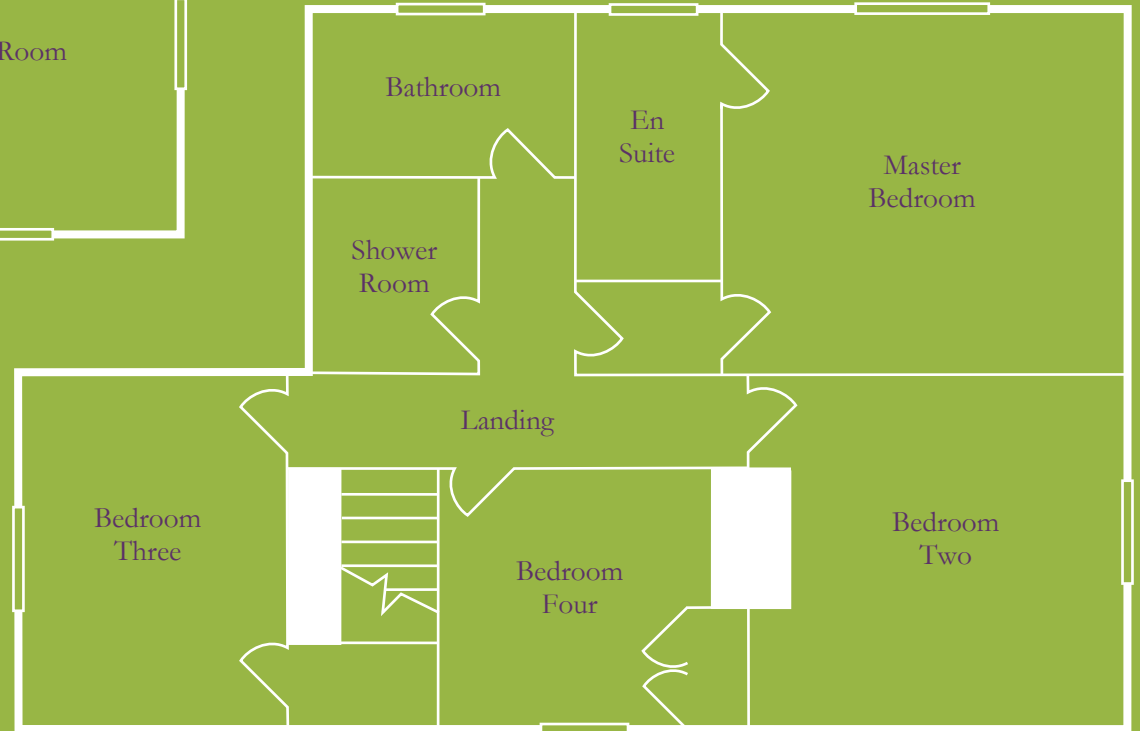 Room
Bathroom
En
Suite
Master
Bedroom
Shower
Room
Landing
Bedroom
Three
Bedroom
Four
Bedroom
Two